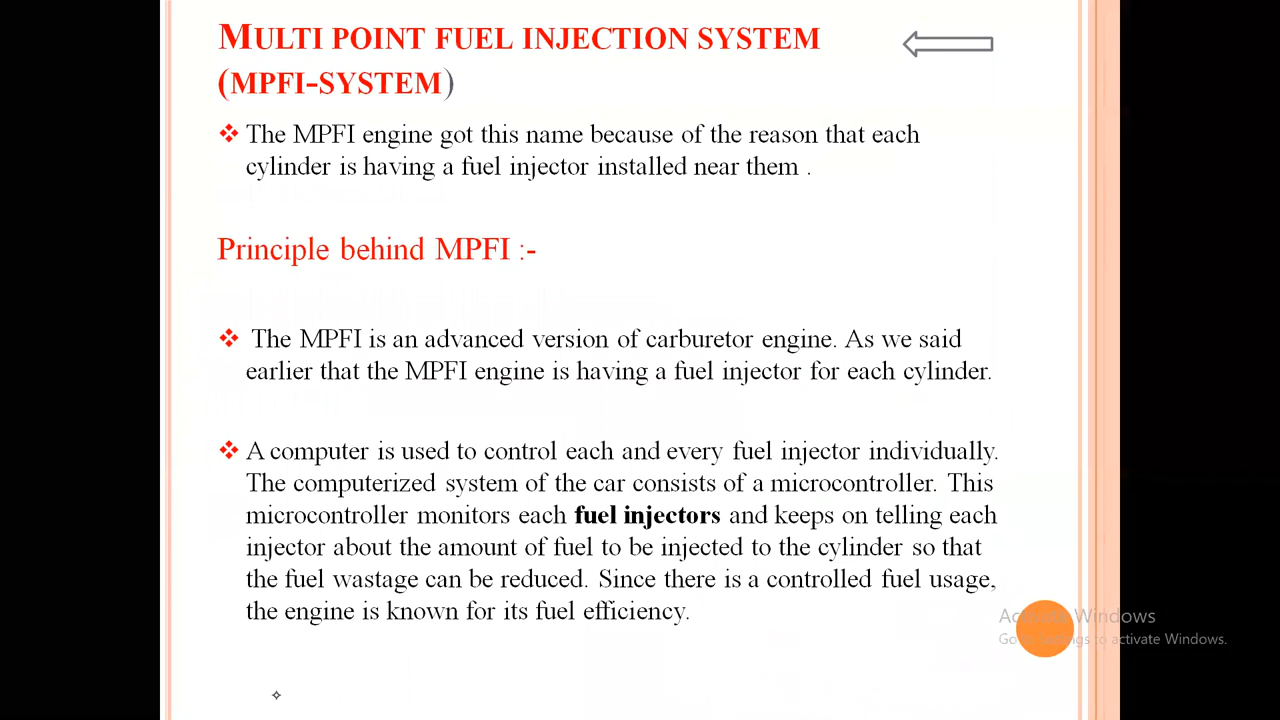 MULTI POINT FUEL INJECTION SYSTEM
(MPFI-SYSTEM)
The MPFI engine got this name because of the reason that each
cylinder is having a fuel injector installed near them .
Principle behind MPFI :-
The MPFI is an advanced version of carburetor engine. As we said
earlier that the MPFI engine is having a fuel injector for each cylinder.
A computer is used to control each and every fuel injector individually.
The computerized system of the car consists of a microcontroller. This
microcontroller monitors each fuel injectors and keeps on telling each
injector about the amount of fuel to be injected to the cylinder so that
the fuel wastage can be reduced. Since there is a controlled fuel usage,
the engine is known for its fuel efficiency.
Activate Windows
Go to Settings to activate Windows.